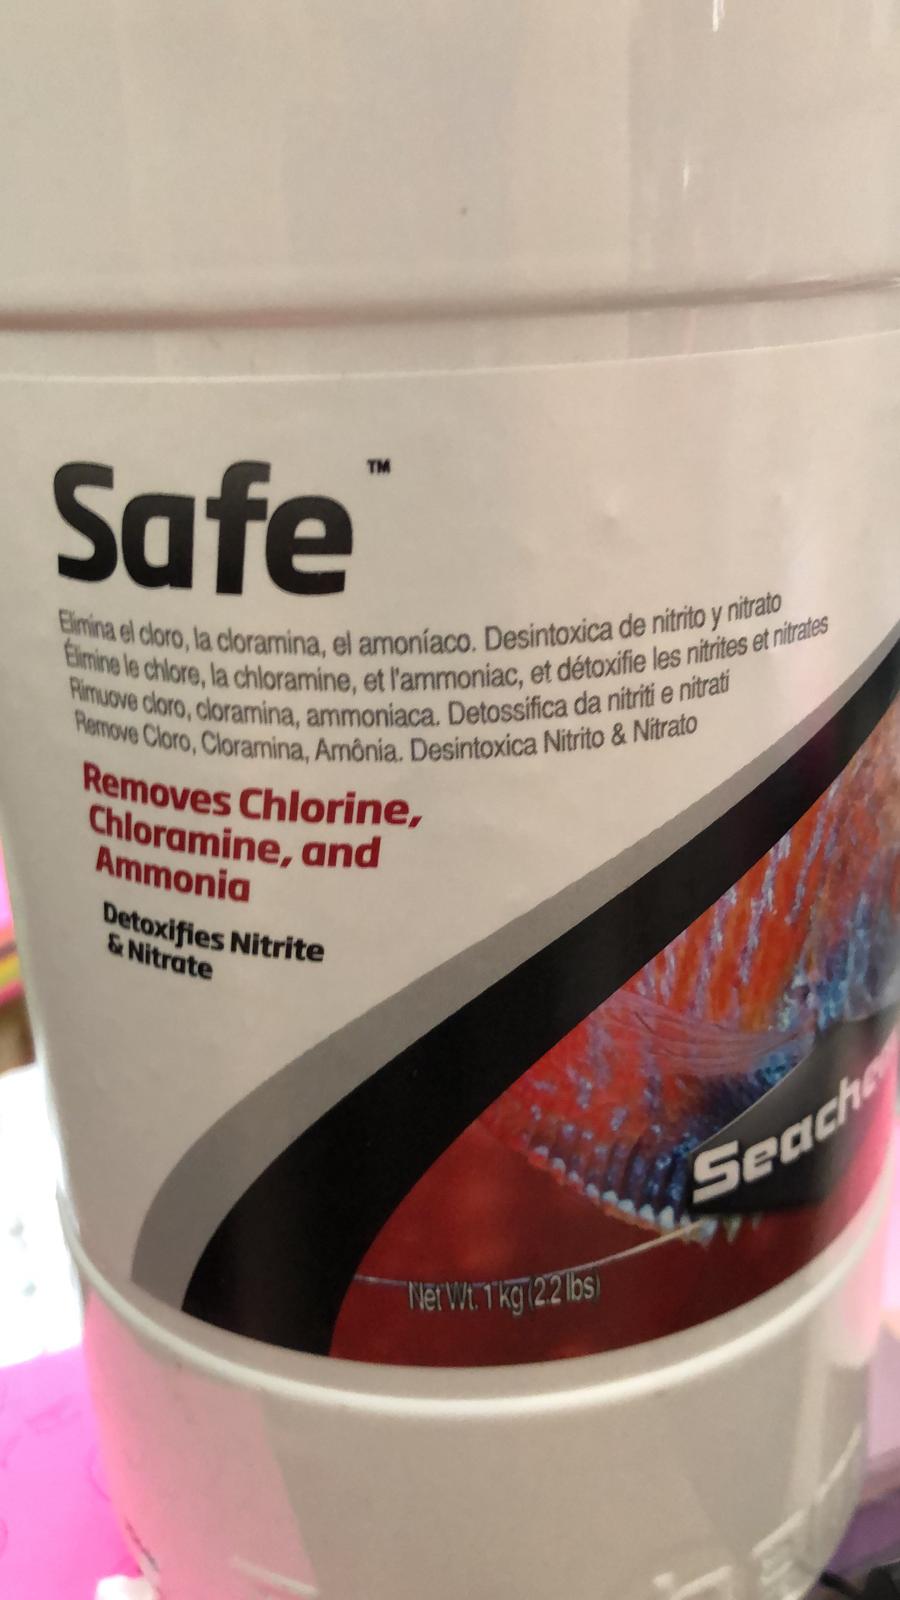 Safe™
Elimina el cloro, la cloramina, el amoníaco. Desintoxica de nitrito y nitrato
Élimine le chlore, la chloramine, et l'ammoniac, et détoxifie les nitrites et nitrates
Rimuove cloro, cloramina, ammoniaca. Detossifica da nitriti e nitrati
Remove Cloro, Cloramina, Amônia. Desintoxica Nitrito & Nitrato
Removes Chlorine,
Chloramine, and
Ammonia
Detoxifies Nitrite
& Nitrate
Seach
Net Wt. 1 kg (2.2 lbs)